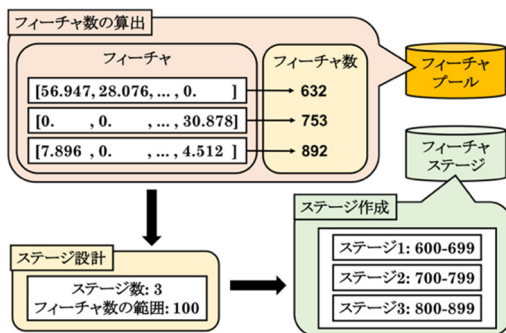 フィーチャ数の算出
フィーチャ
フィーチャ数
[56.947, 28.076, ... , 0. ]
632
[0. , 0. , ... , 30.878]
753
[7.896 , 0. , ... , 4.512 ]
892
フィーチャ
プール
フィーチャ
ステージ
ステージ設計
ステージ数: 3
フィーチャ数の範囲: 100
ステージ作成
ステージ1: 600-699
ステージ2: 700-799
ステージ3: 800-899